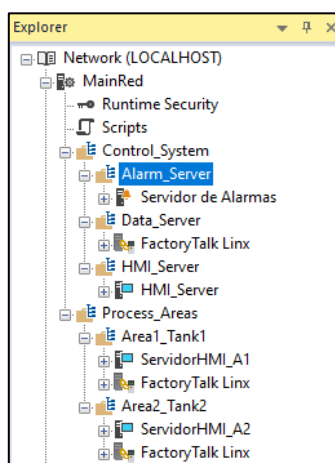 Explorer
Network (LOCALHOST)
MainRed
Runtime Security
Scripts
Control_System
Alarm_Server
Servidor de Alarmas
Data_Server
FactoryTalk Linx
HMI_Server
HMI_Server
Process_Areas
Area1_Tank1
ServidorHMI_A1
FactoryTalk Linx
Area2_Tank2
ServidorHMI_A2
FactoryTalk Linx